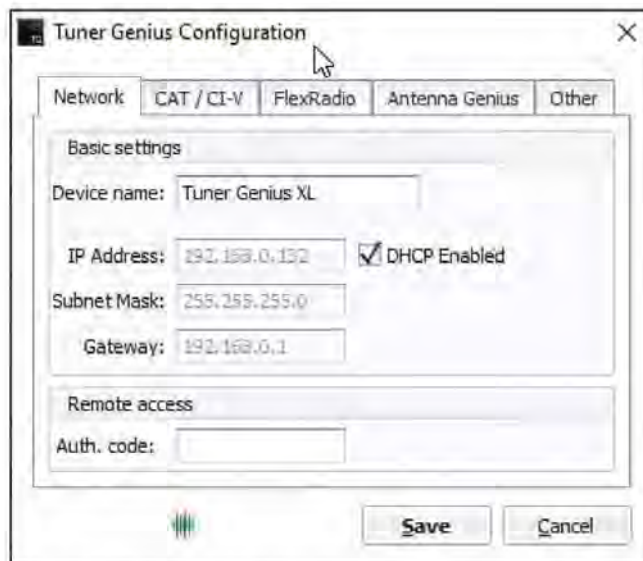 Tuner Genius Configuration
Network CAT / CI-V FlexRadio Antenna Genius Other
Basic settings
Device name: Tuner Genius XL
IP Address: 192.168.0.132 DHCP Enabled
Subnet Mask: 255.255.255.0
Gateway: 192.168.0.1
Remote access
Auth. code:
Save Cancel